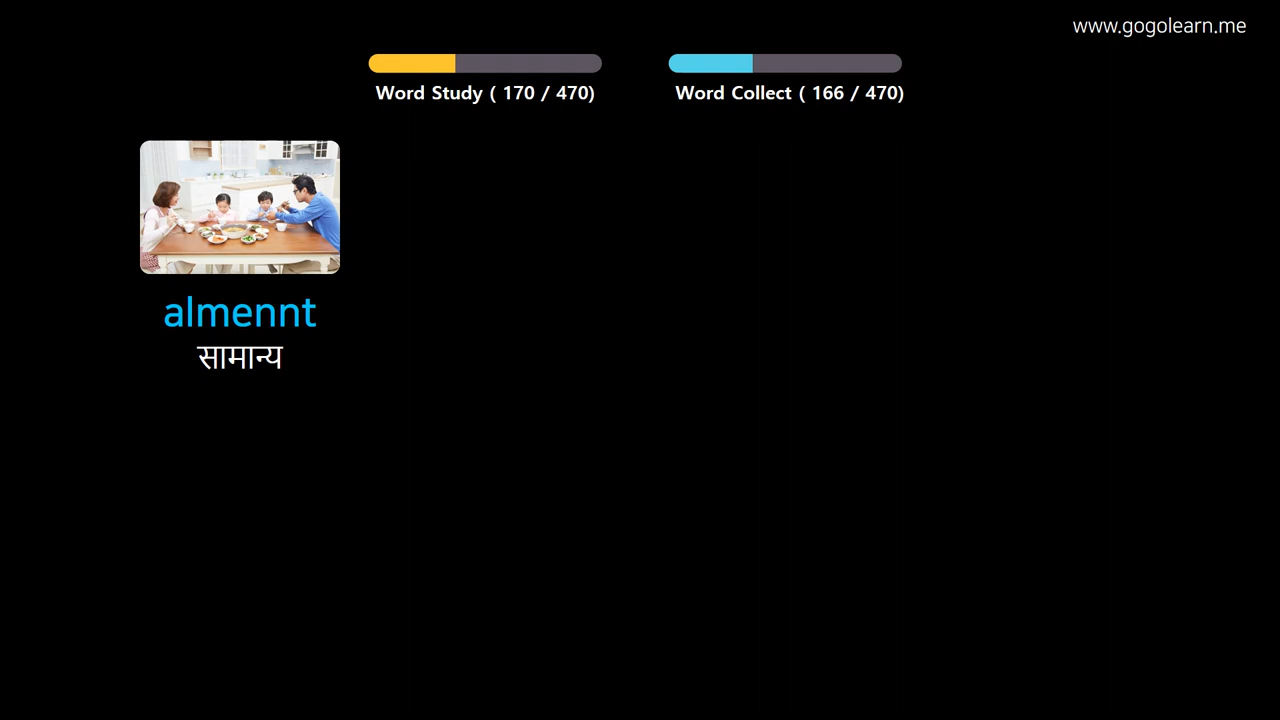 www.gogolearn.me
Word Study ( 170 / 470)
Word Collect ( 166 / 470)
almennt
सामान्य